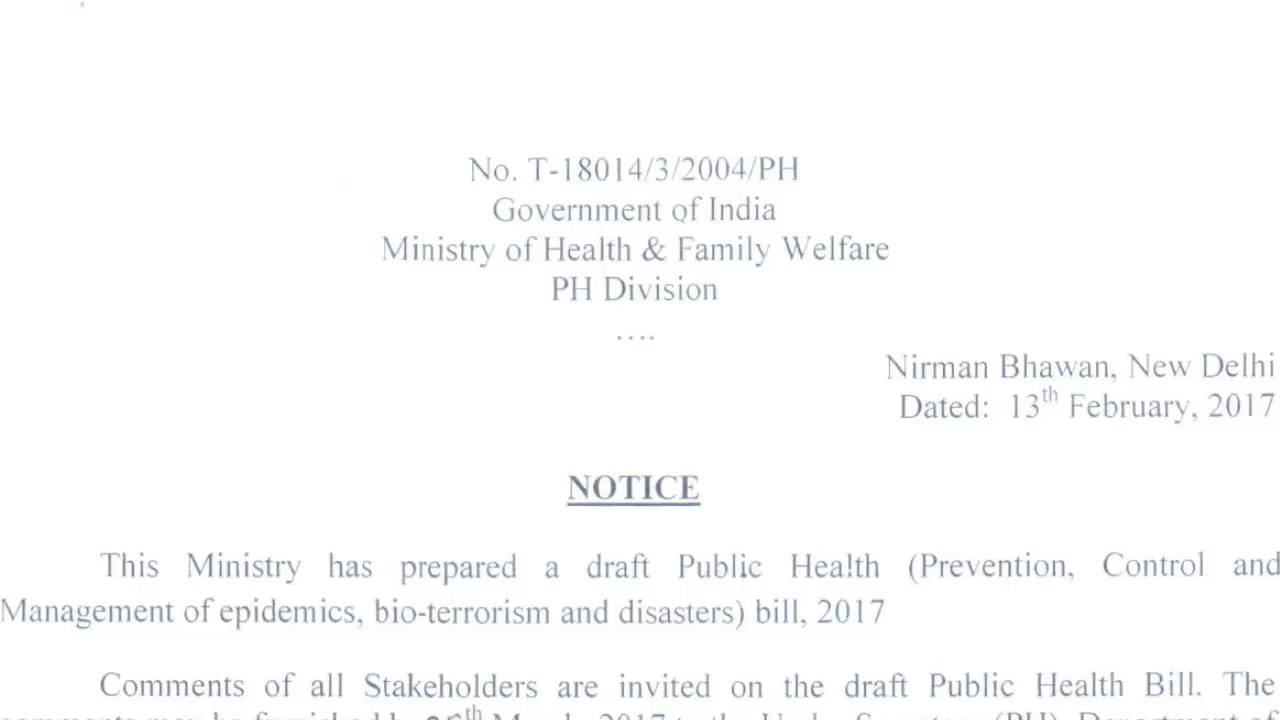 No. T-18014/3/2004/PH
Government of India
Ministry of Health & Family Welfare
PH Division
....
Nirman Bhawan, New Delhi
Dated: 13th February, 2017
NOTICE
This Ministry has prepared a draft Public Health (Prevention, Control and
Management of epidemics, bio-terrorism and disasters) bill, 2017
Comments of all Stakeholders are invited on the draft Public Health Bill. The